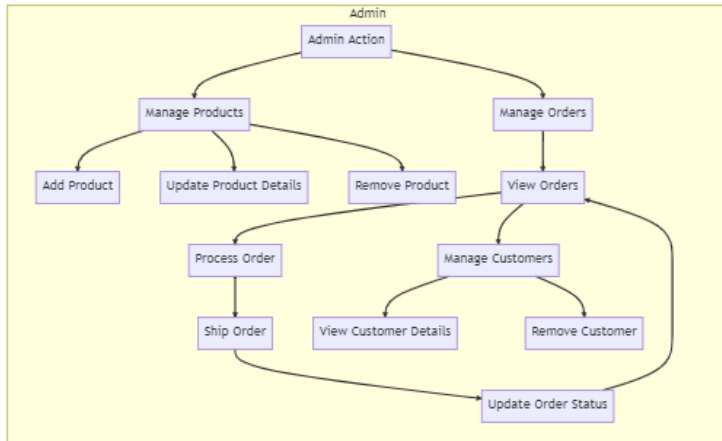 Admin
Admin Action
Manage Products
Manage Orders
Add Product
Update Product Details
Remove Product
View Orders
Process Order
Manage Customers
Ship Order
View Customer Details
Remove Customer
Update Order Status